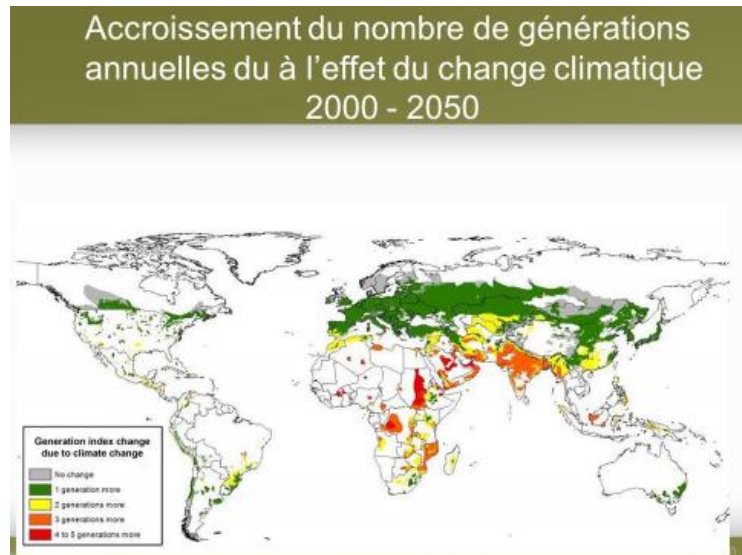 Accroissement du nombre de générations
annuelles du à l'effet du change climatique
2000 - 2050
Generation index change
due to climate change
No change
1 generation more
2 generations more
3 generations more
4 to 5 generations more